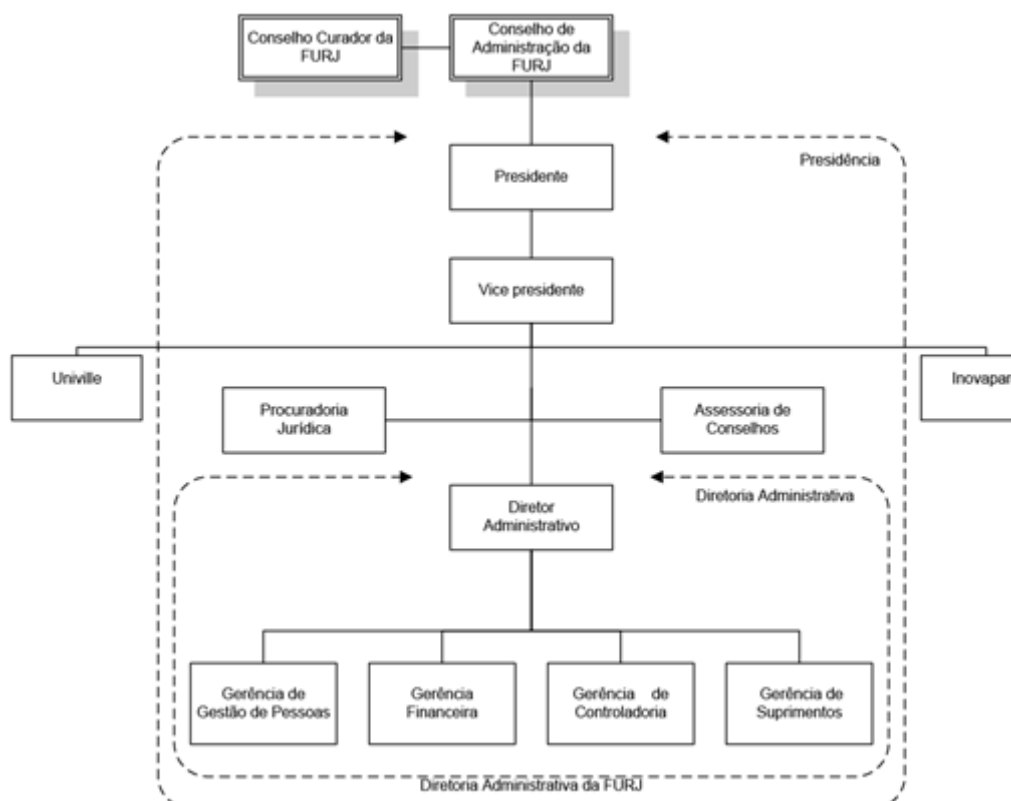 Conselho Curador da
FURJ
Conselho de
Administração da
FURJ
Presidência
Presidente
Vice presidente
Univille
Inovapar
Procuradoria
Jurídica
Assessoria de
Conselhos
Diretoria Administrativa
Diretor
Administrativo
Gerência de
Gestão de Pessoas
Gerência
Financeira
Gerência de
Controladoria
Gerência de
Suprimentos
Diretoria Administrativa da FURJ